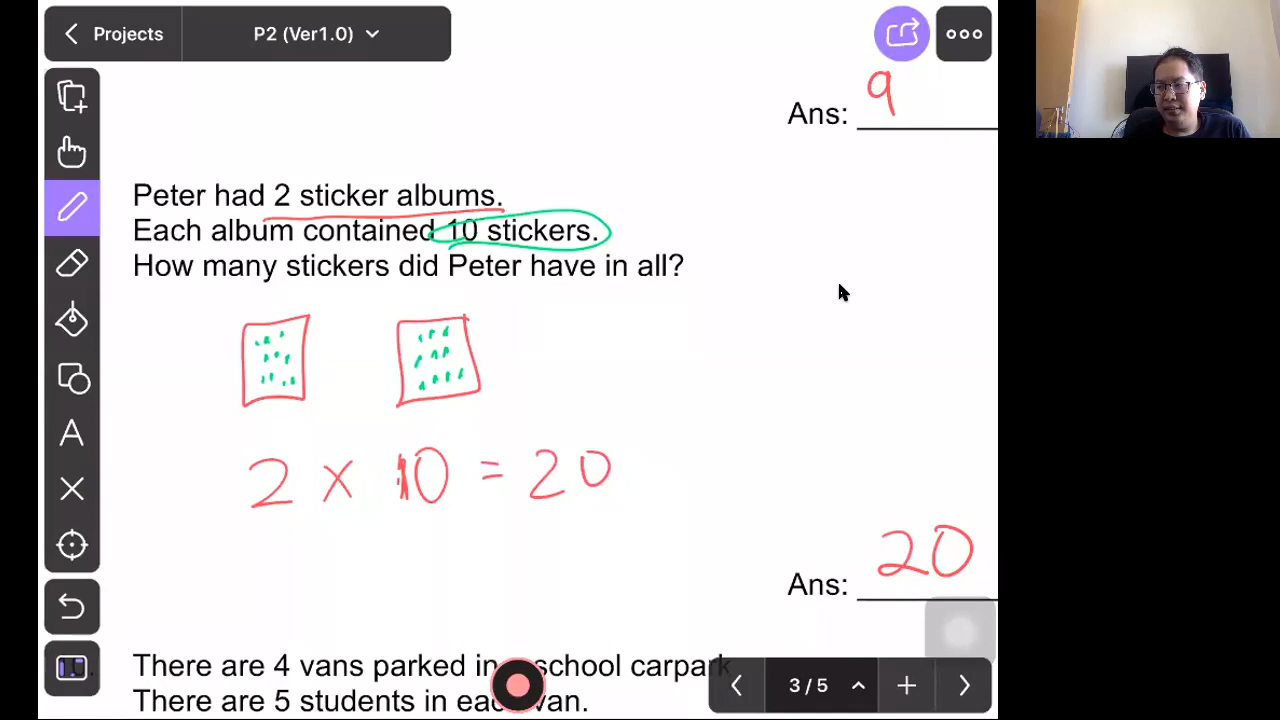 Projects
P2 (Ver1.0)
9
Ans:
Peter had 2 sticker albums.
Each album contained 10 stickers.
How many stickers did Peter have in all?
2 x 10 = 20
20
Ans:
There are 4 vans parked in school carpark
There are 5 students in each van.
3 / 5